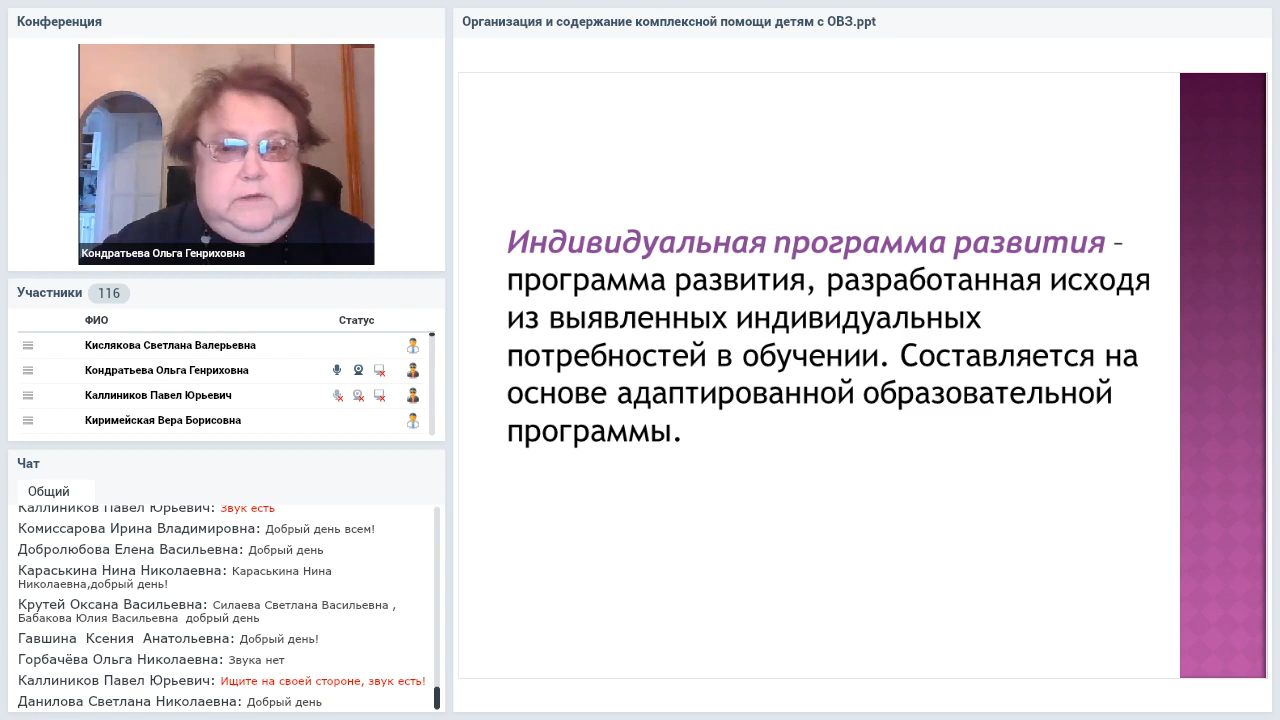 Конференция
Кондратьева Ольга Генриховна
Участники 116
ФИО Статус
Кислякова Светлана Валерьевна
Кондратьева Ольга Генриховна
Каллиников Павел Юрьевич
Киримейская Вера Борисовна
Чат
Общий
Каллиников Павел Юрьевич: Звук есть
Комиссарова Ирина Владимировна: Добрый день всем!
Добролюбова Елена Васильевна: Добрый день
Караськина Нина Николаевна: Караськина Нина
Николаевна,добрый день!
Крутей Оксана Васильевна: Силаева Светлана Васильевна ,
Бабакова Юлия Васильевна добрый день
Гавшина Ксения Анатольевна: Добрый день!
Горбачёва Ольга Николаевна: Звука нет
Каллиников Павел Юрьевич: Ищите на своей стороне, звук есть!
Данилова Светлана Николаевна: Добрый день
Организация и содержание комплексной помощи детям с ОВЗ.ppt
Индивидуальная программа развития -
программа развития, разработанная исходя
из выявленных индивидуальных
потребностей в обучении. Составляется на
основе адаптированной образовательной
программы.